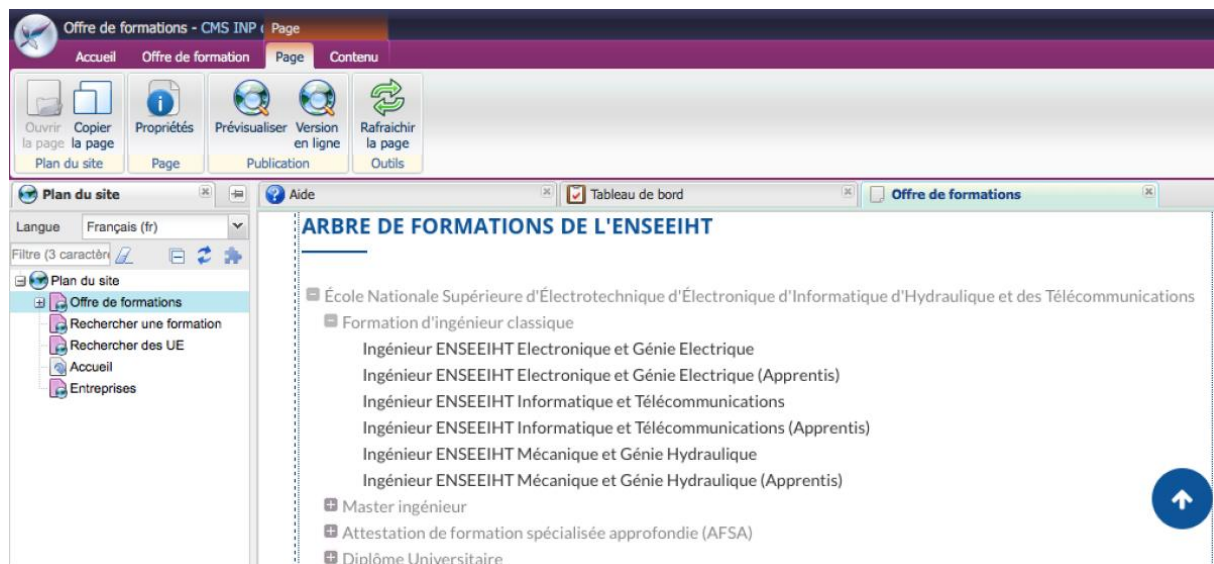 Offre de formations - CMS INP
Page
Accueil Offre de formation Page Contenu
Ouvrir la page
Copier la page
Propriétés
Prévisualiser
Version en ligne
Rafraichir la page
Plan du site Page Publication Outils
Plan du site
Aide
Tableau de bord
Offre de formations
Langue Français (fr)
Filtre (3 caractèr
Plan du site
Offre de formations
Rechercher une formation
Rechercher des UE
Accueil
Entreprises
ARBRE DE FORMATIONS DE L'ENSEEIHT
École Nationale Supérieure d'Électrotechnique d'Électronique d'Informatique d'Hydraulique et des Télécommunications
Formation d'ingénieur classique
Ingénieur ENSEEIHT Electronique et Génie Electrique
Ingénieur ENSEEIHT Electronique et Génie Electrique (Apprentis)
Ingénieur ENSEEIHT Informatique et Télécommunications
Ingénieur ENSEEIHT Informatique et Télécommunications (Apprentis)
Ingénieur ENSEEIHT Mécanique et Génie Hydraulique
Ingénieur ENSEEIHT Mécanique et Génie Hydraulique (Apprentis)
Master ingénieur
Attestation de formation spécialisée approfondie (AFSA)
Diplôme Universitaire